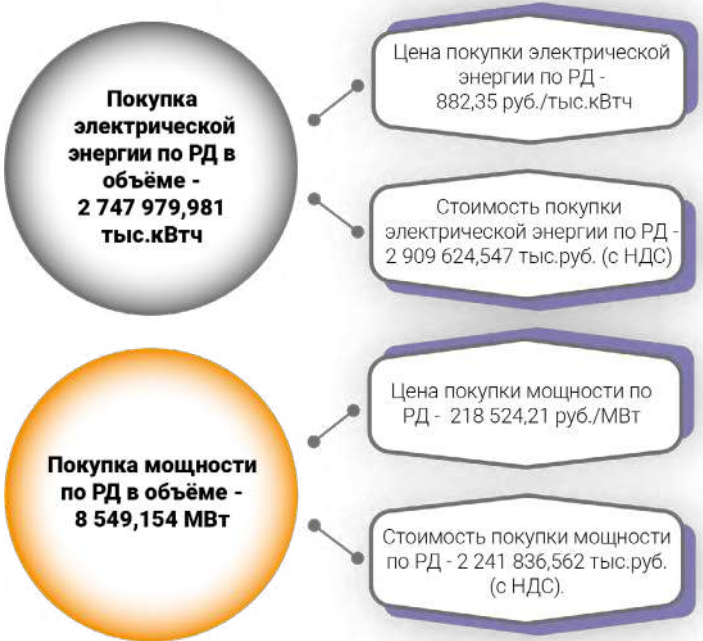 Покупка
электрической
энергии по РД в
объёме -
2 747 979,981
тыс.кВтч
Цена покупки электрической
энергии по РД -
882,35 руб./тыс.кВтч
Стоимость покупки
электрической энергии по РД -
2 909 624,547 тыс.руб. (с НДС)
Покупка мощности
по РД в объёме -
8 549,154 МВт
Цена покупки мощности по
РД -  218 524,21 руб./МВт
Стоимость покупки мощности
по РД - 2 241 836,562 тыс.руб.
(с НДС).